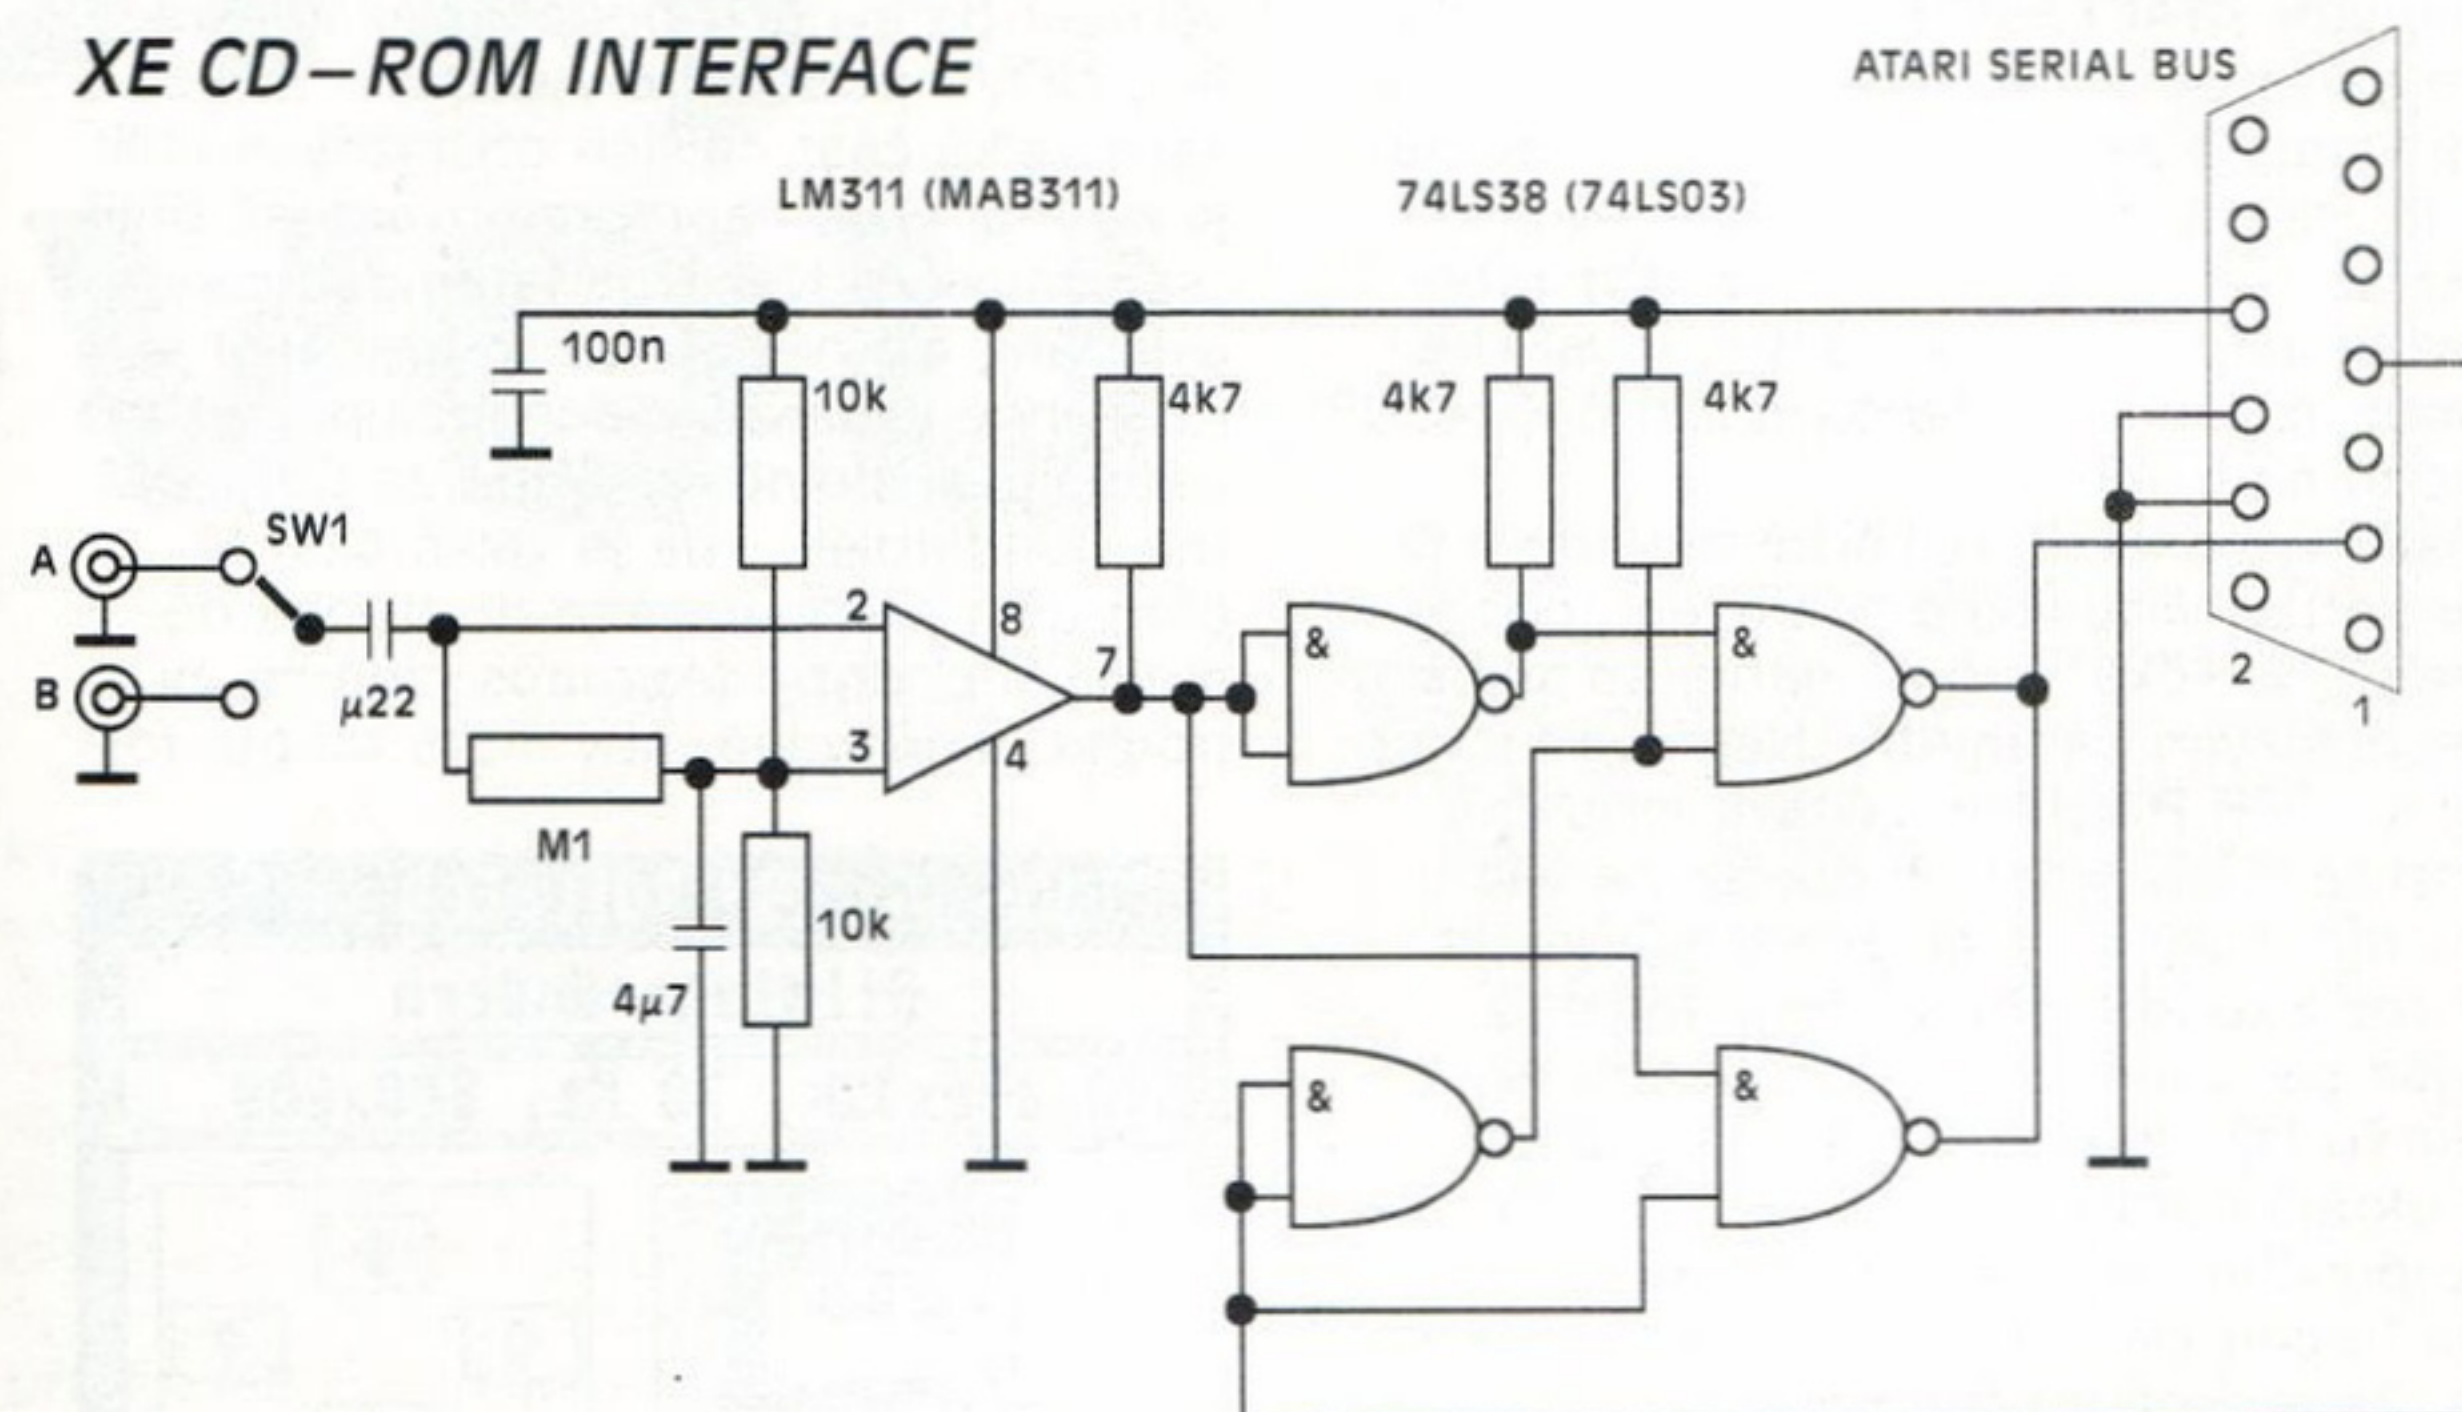 XE CD–ROM INTERFACE
ATARI SERIAL BUS
LM311 (MAB311)
74LS38 (74LS03)
100n
10k
4k7
4k7
4k7
SW1
A
2
8
&
&
B
µ22
7
2
1
3
4
M1
10k
4µ7
&
&